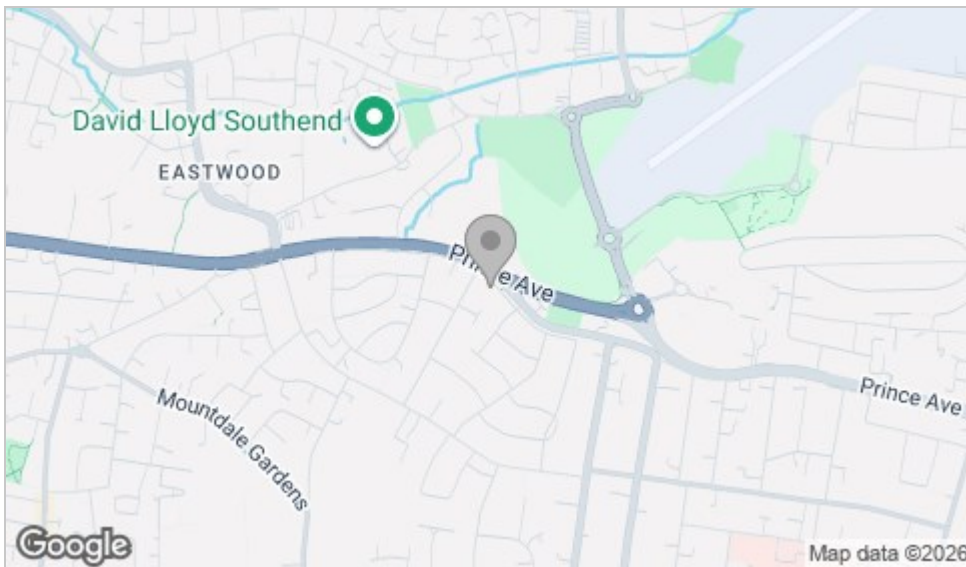 David Lloyd Southend
EASTWOOD
Prince Ave
Prince Ave
Mountdale Gardens
Google
Map data ©2026